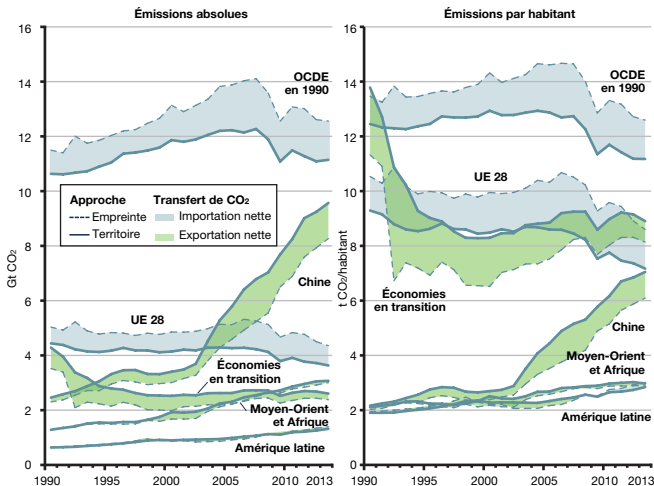 Émissions absolues
16
14
12
10
8
6
4
2
0
Gt CO2
1990
1995
2000
2005
2010
2013
OCDE
en 1990
Approche
Transfert de CO2
Empreinte
Importation nette
Territoire
Exportation nette
Chine
UE 28
Économies
en transition
Moyen-Orient
et Afrique
Amérique latine
Émissions par habitant
16
14
12
10
8
6
4
2
0
t CO2/habitant
1990
1995
2000
2005
2010
2013
OCDE
en 1990
UE 28
Économies
en transition
Chine
Moyen-Orient
et Afrique
Amérique latine